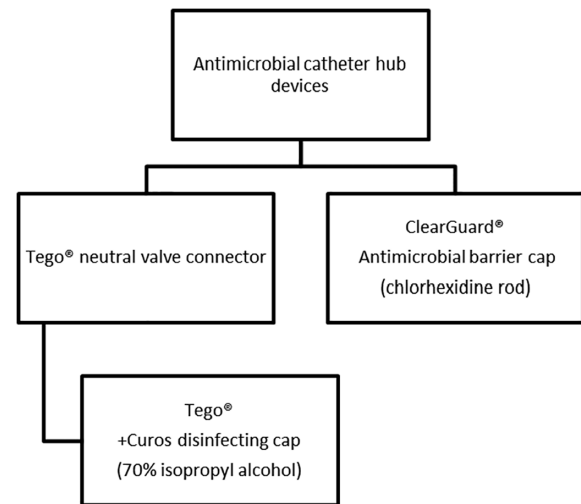 Antimicrobial catheter hub
devices
Tego® neutral valve connector
ClearGuard®
Antimicrobial barrier cap
(chlorhexidine rod)
Tego®
+Curos disinfecting cap
(70% isopropyl alcohol)